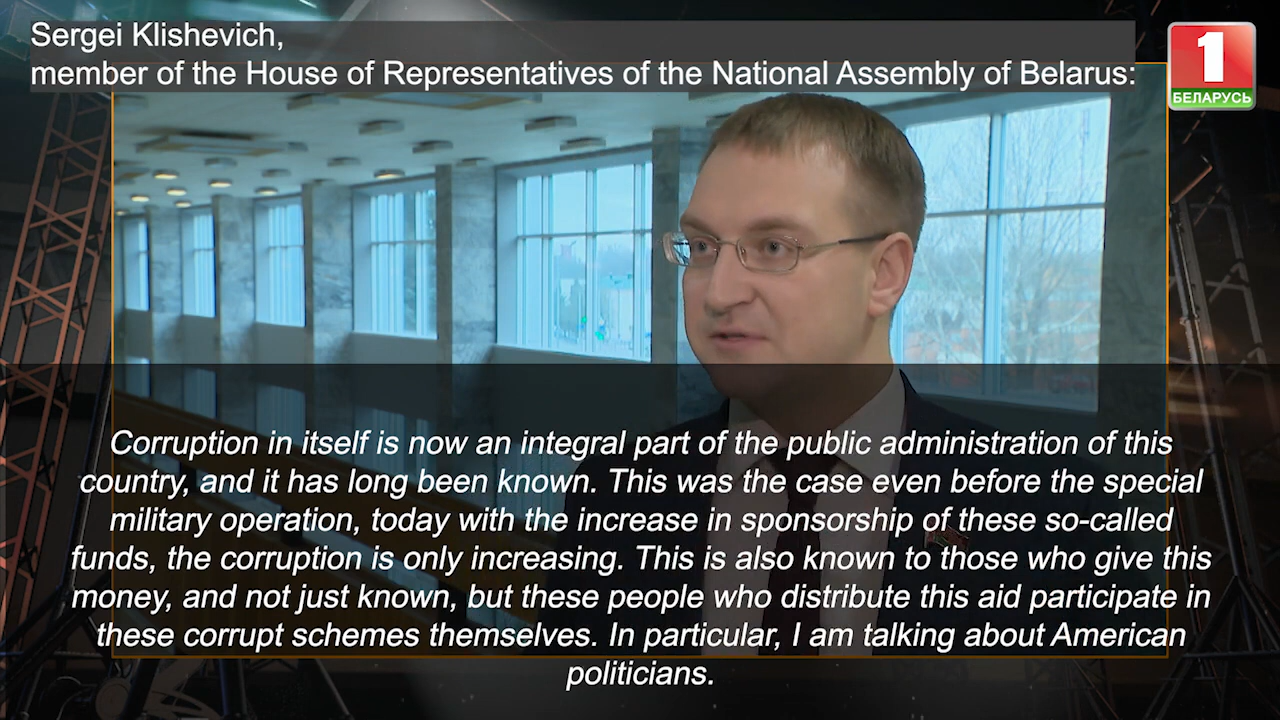 Sergei Klishevich,
member of the House of Representatives of the National Assembly of Belarus:
1
БЕЛАРУСЬ
Corruption in itself is now an integral part of the public administration of this
country, and it has long been known. This was the case even before the special
military operation, today with the increase in sponsorship of these so-called
funds, the corruption is only increasing. This is also known to those who give this
money, and not just known, but these people who distribute this aid participate in
these corrupt schemes themselves. In particular, I am talking about American
politicians.